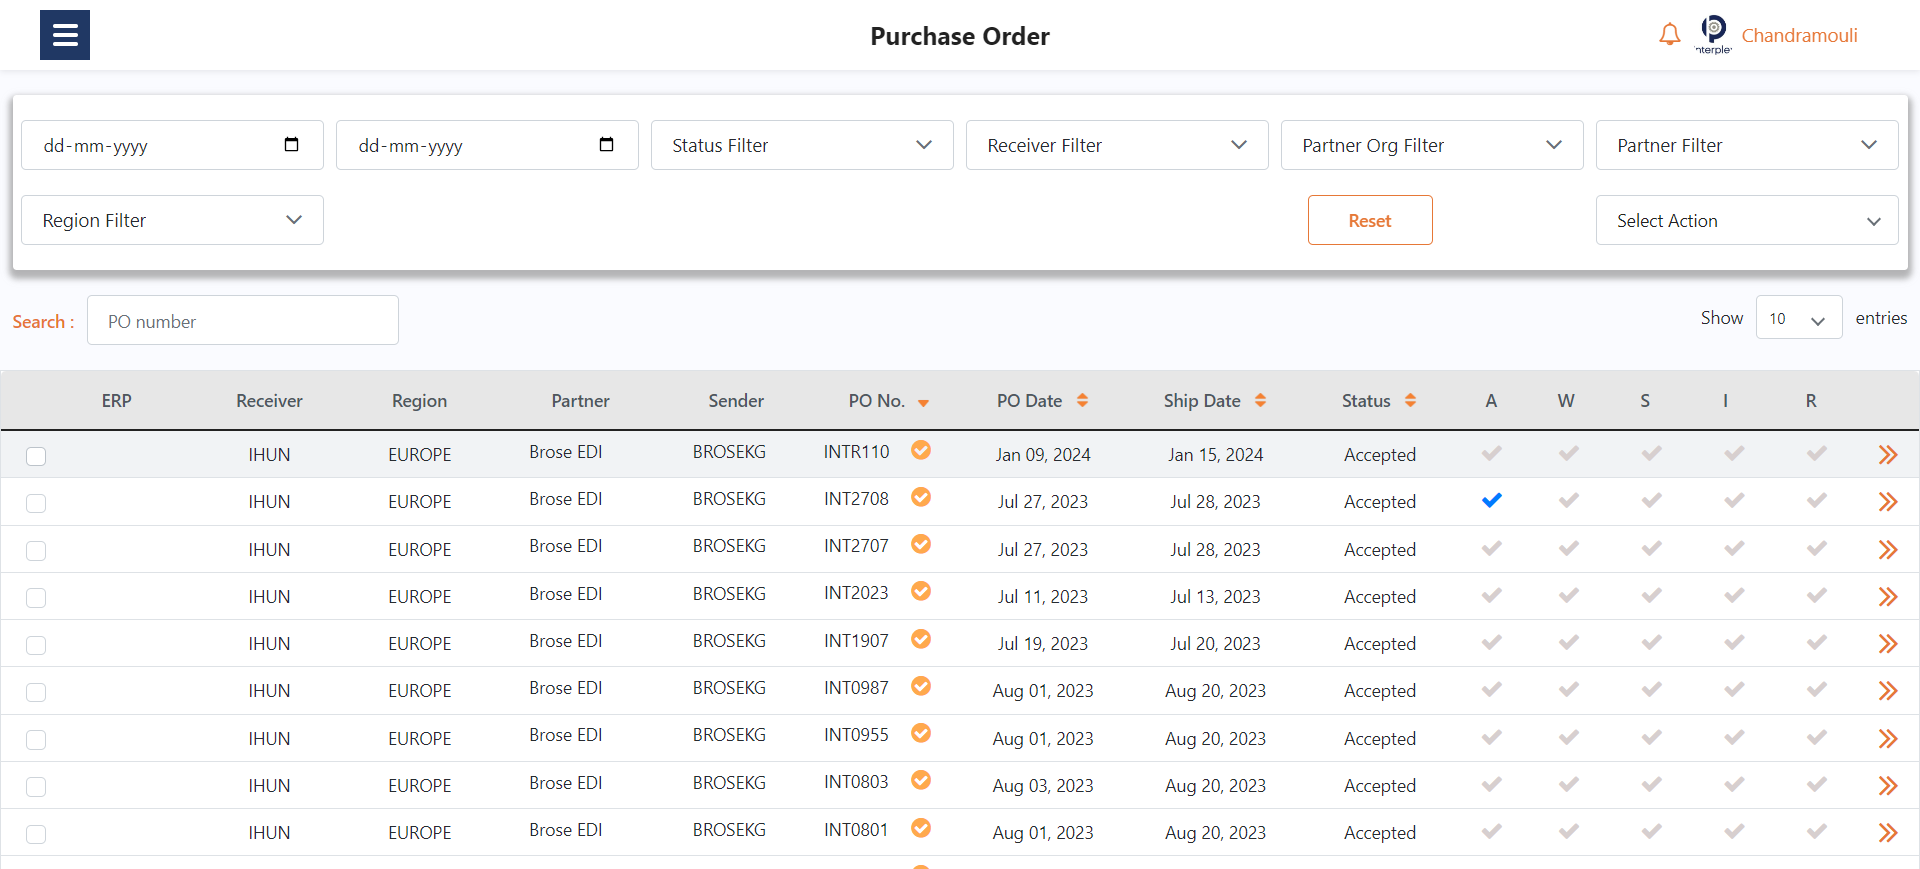 Purchase Order
nterple
Chandramouli
dd-mm-yyyy dd-mm-yyyy Status Filter Receiver Filter Partner Org Filter Partner Filter
Region Filter Reset Select Action
Search : PO number Show 10 entries
ERP Receiver Region Partner Sender PO No. PO Date Ship Date Status A W S I R
IHUN EUROPE Brose EDI BROSEKG INTR110 Jan 09, 2024 Jan 15, 2024 Accepted
IHUN EUROPE Brose EDI BROSEKG INT2708 Jul 27, 2023 Jul 28, 2023 Accepted
IHUN EUROPE Brose EDI BROSEKG INT2707 Jul 27, 2023 Jul 28, 2023 Accepted
IHUN EUROPE Brose EDI BROSEKG INT2023 Jul 11, 2023 Jul 13, 2023 Accepted
IHUN EUROPE Brose EDI BROSEKG INT1907 Jul 19, 2023 Jul 20, 2023 Accepted
IHUN EUROPE Brose EDI BROSEKG INT0987 Aug 01, 2023 Aug 20, 2023 Accepted
IHUN EUROPE Brose EDI BROSEKG INT0955 Aug 01, 2023 Aug 20, 2023 Accepted
IHUN EUROPE Brose EDI BROSEKG INT0803 Aug 03, 2023 Aug 20, 2023 Accepted
IHUN EUROPE Brose EDI BROSEKG INT0801 Aug 01, 2023 Aug 20, 2023 Accepted